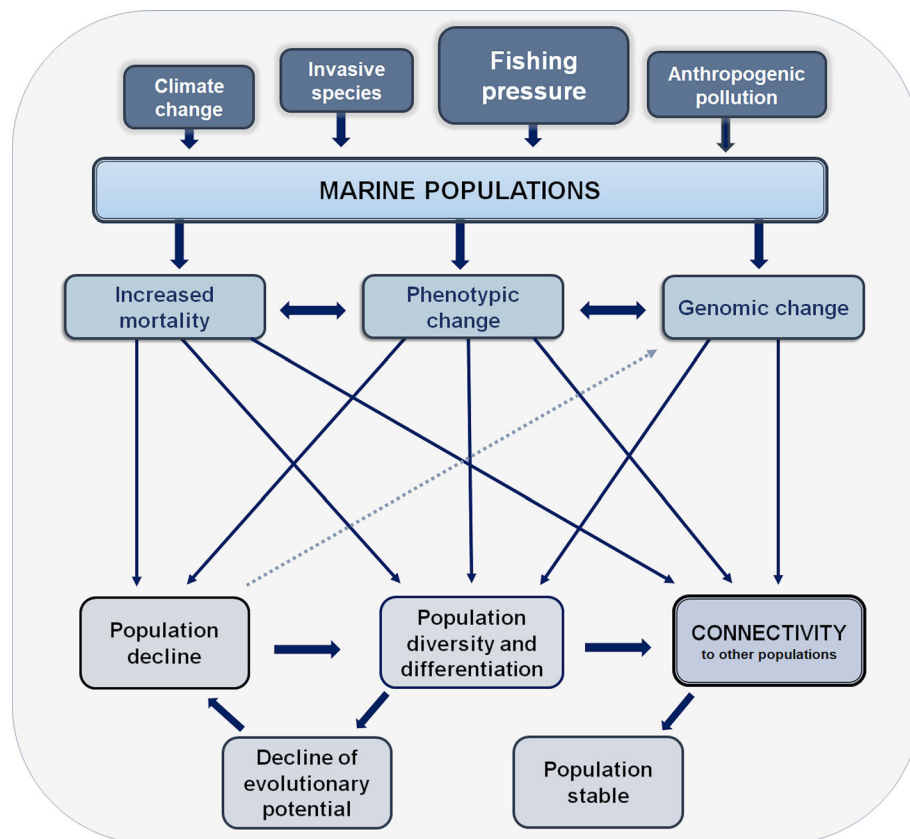 Climate
change
Invasive
species
Fishing
pressure
Anthropogenic
pollution
MARINE POPULATIONS
Increased
mortality
Phenotypic
change
Genomic change
Population
decline
Population
diversity and
differentiation
CONNECTIVITY
to other populations
Decline of
evolutionary
potential
Population
stable